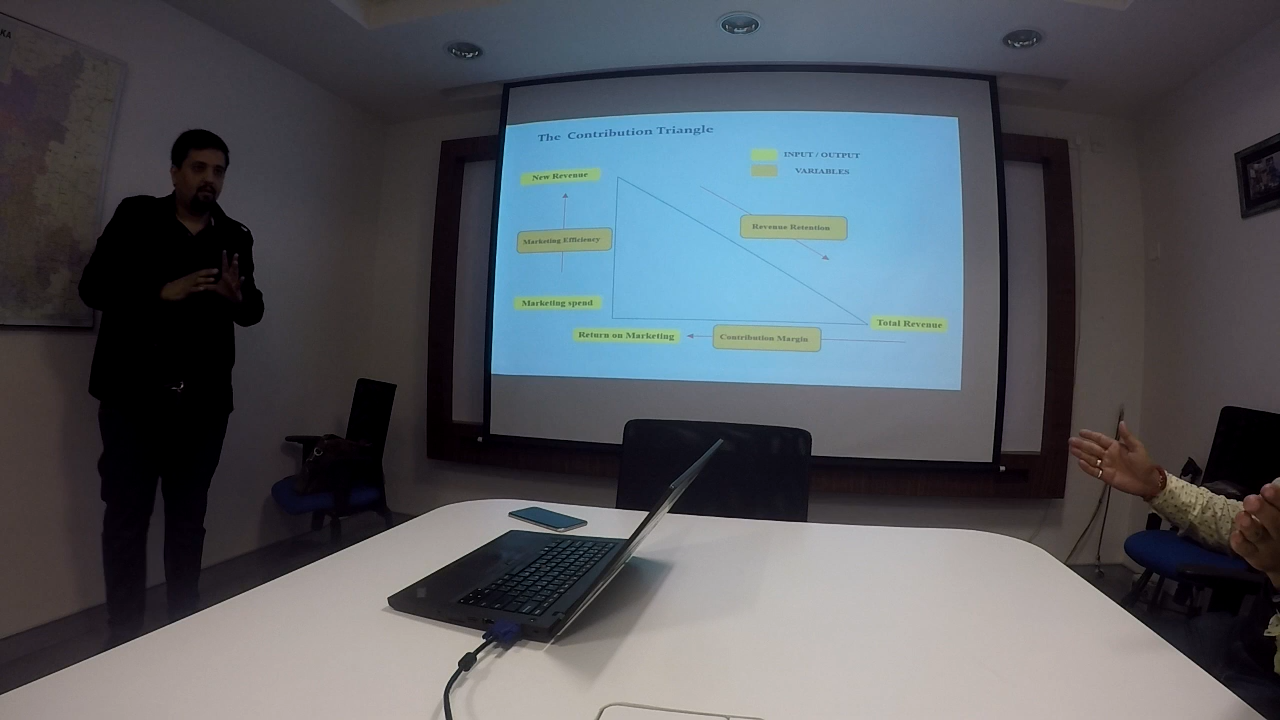 KA
The Contribution Triangle
INPUT / OUTPUT
VARIABLES
New Revenue
Revenue Retention
Marketing Efficiency
Marketing spend
Total Revenue
Return on Marketing
Contribution Margin